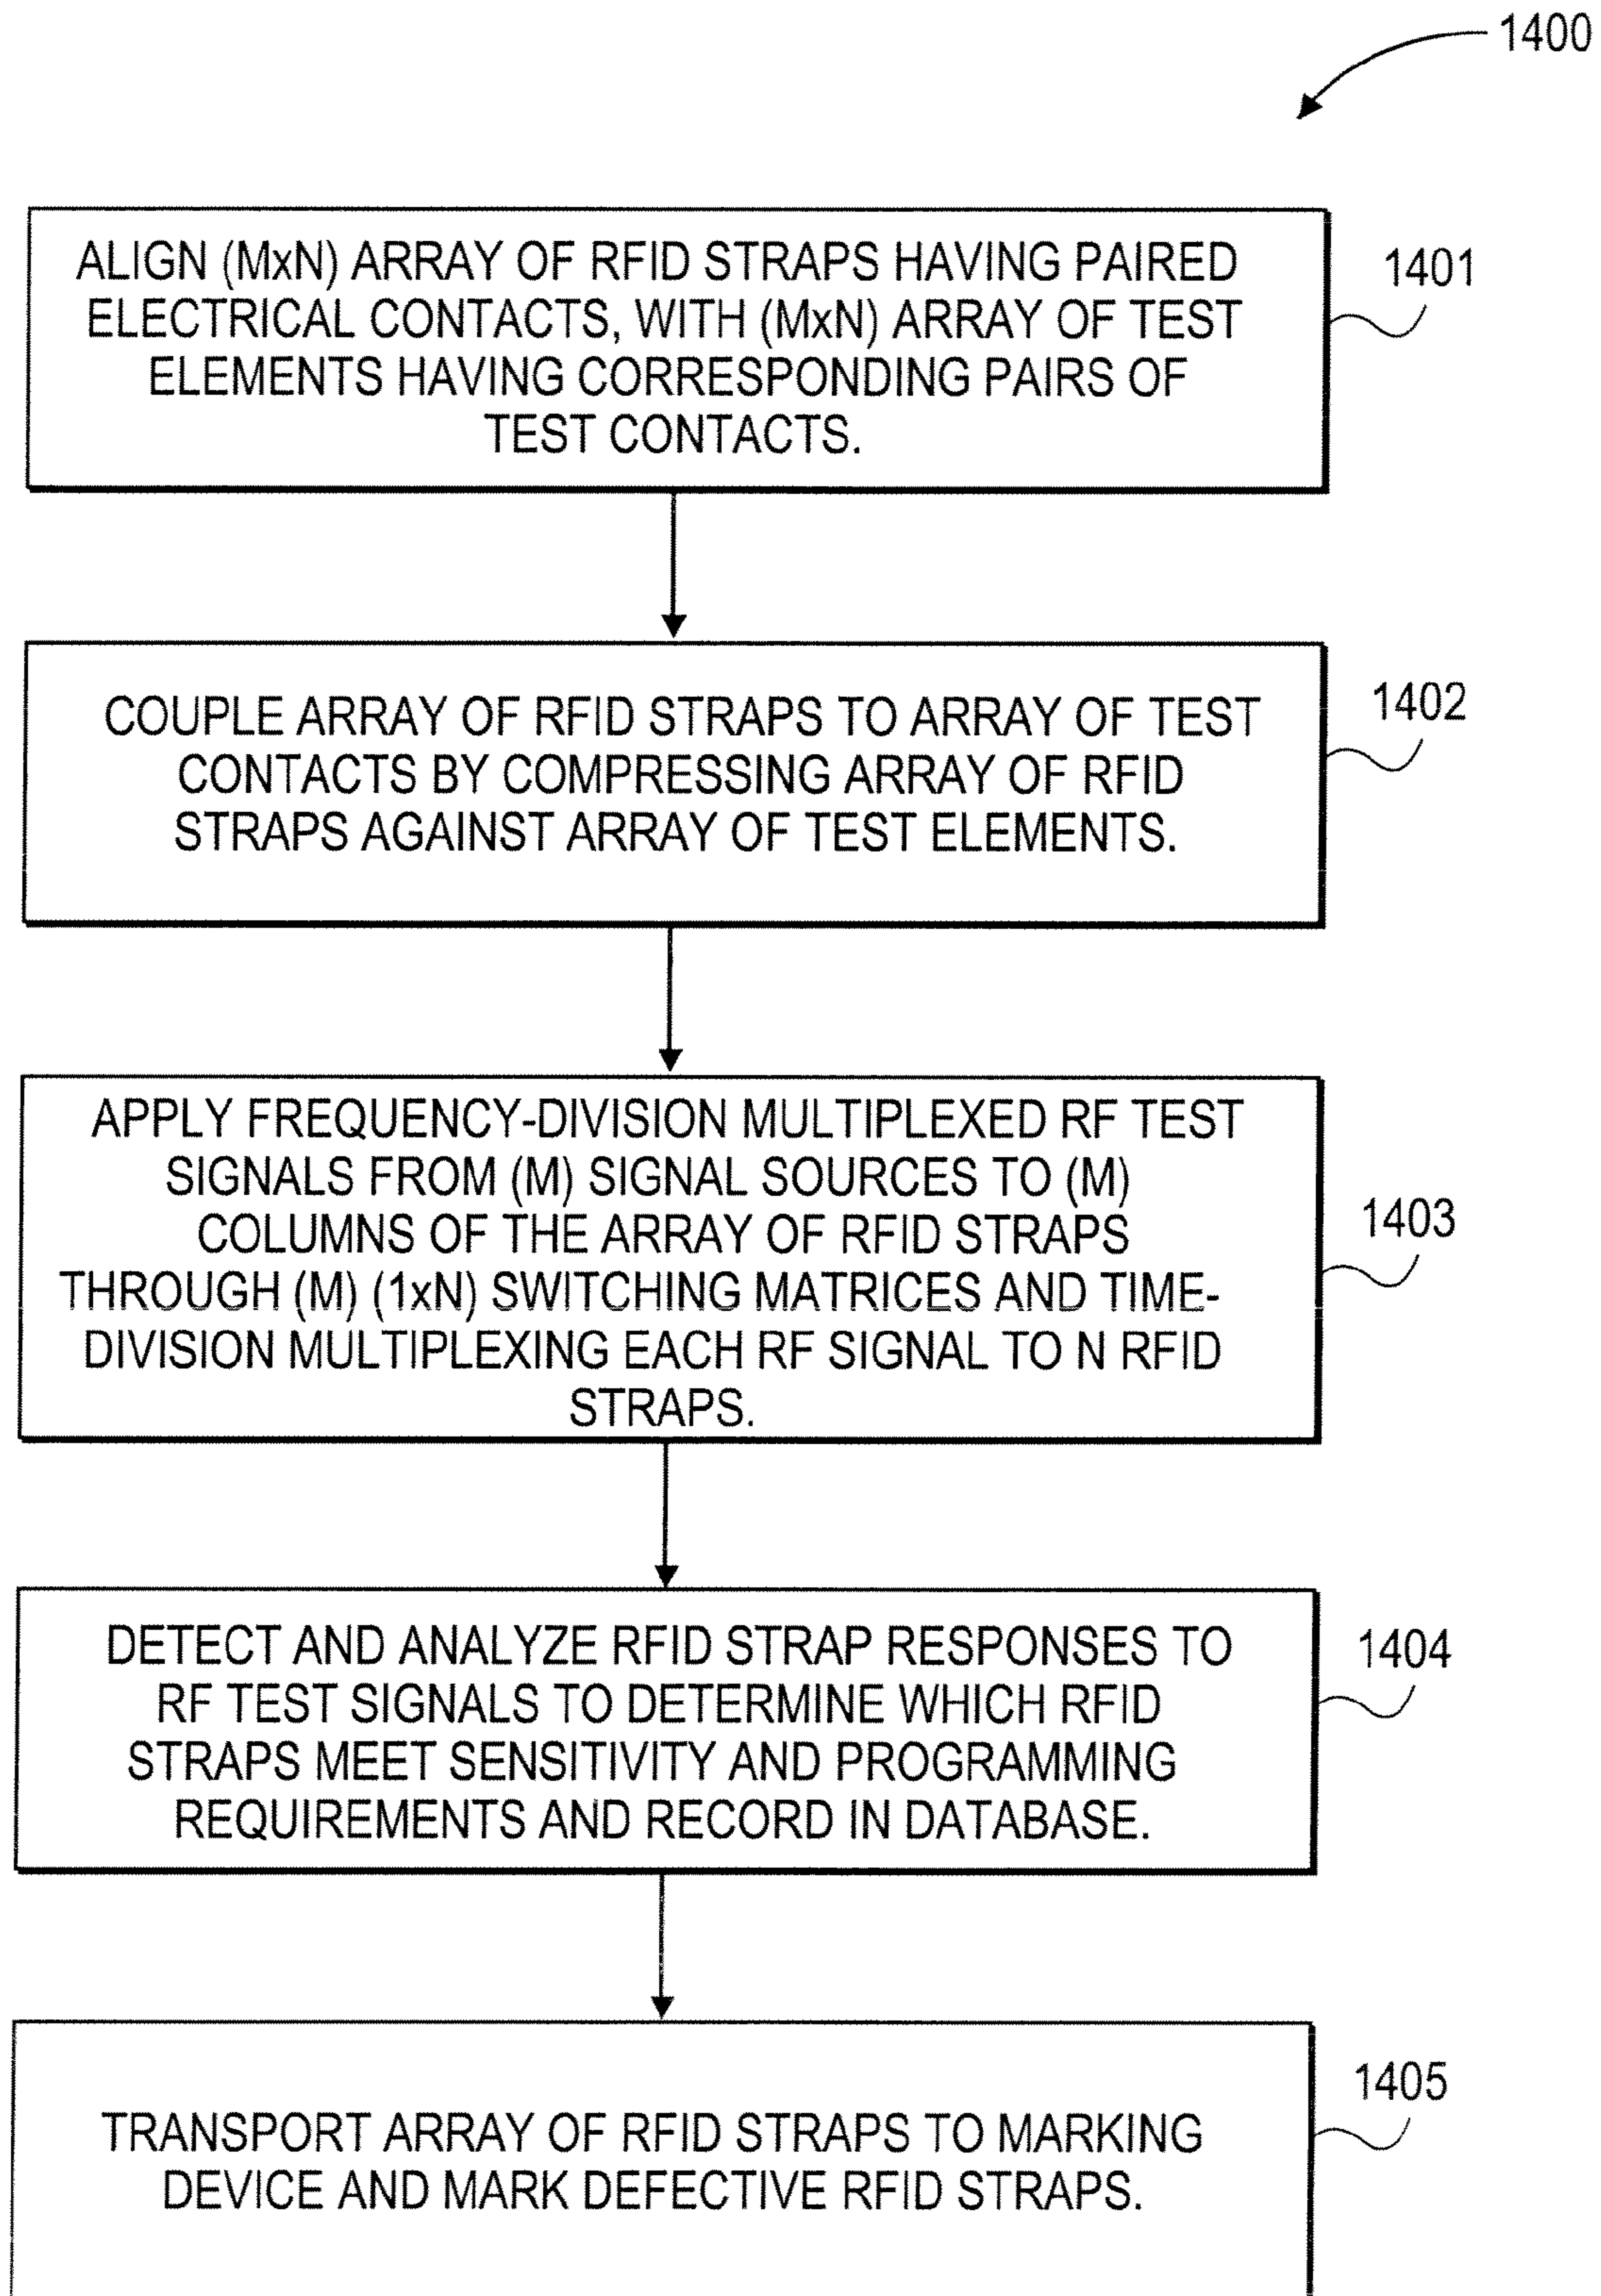 1400
ALIGN (MxN) ARRAY OF RFID STRAPS HAVING PAIRED
ELECTRICAL CONTACTS, WITH (MxN) ARRAY OF TEST
ELEMENTS HAVING CORRESPONDING PAIRS OF
TEST CONTACTS.
1401
COUPLE ARRAY OF RFID STRAPS TO ARRAY OF TEST
CONTACTS BY COMPRESSING ARRAY OF RFID
STRAPS AGAINST ARRAY OF TEST ELEMENTS.
1402
APPLY FREQUENCY-DIVISION MULTIPLEXED RF TEST
SIGNALS FROM (M) SIGNAL SOURCES TO (M)
COLUMNS OF THE ARRAY OF RFID STRAPS
THROUGH (M) (1xN) SWITCHING MATRICES AND TIME-
DIVISION MULTIPLEXING EACH RF SIGNAL TO N RFID
STRAPS.
1403
DETECT AND ANALYZE RFID STRAP RESPONSES TO
RF TEST SIGNALS TO DETERMINE WHICH RFID
STRAPS MEET SENSITIVITY AND PROGRAMMING
REQUIREMENTS AND RECORD IN DATABASE.
1404
TRANSPORT ARRAY OF RFID STRAPS TO MARKING
DEVICE AND MARK DEFECTIVE RFID STRAPS.
1405